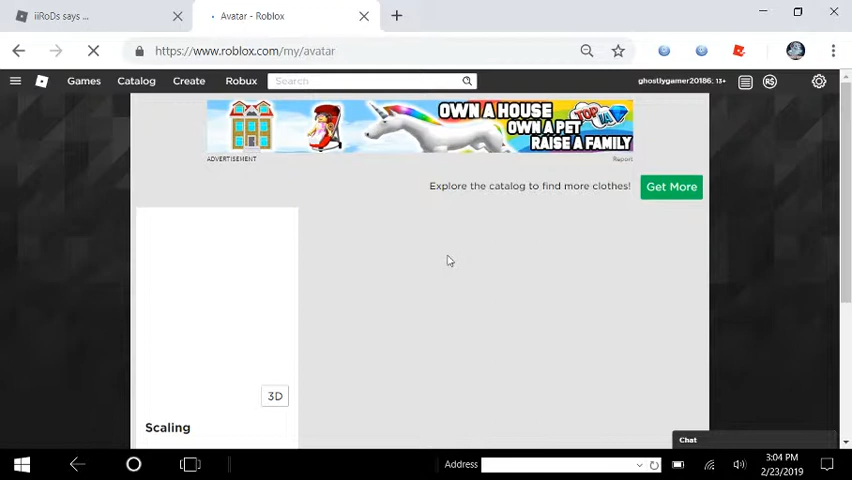 iiRoDs says ...
Avatar - Roblox
https://www.roblox.com/my/avatar
Games Catalog Create Robux Search ghostlygamer20186: 13+
OWN A HOUSE
OWN A PET
RAISE A FAMILY
ADVERTISEMENT Report
Explore the catalog to find more clothes! Get More
3D
Scaling
Chat
Address
3:04 PM
2/23/2019